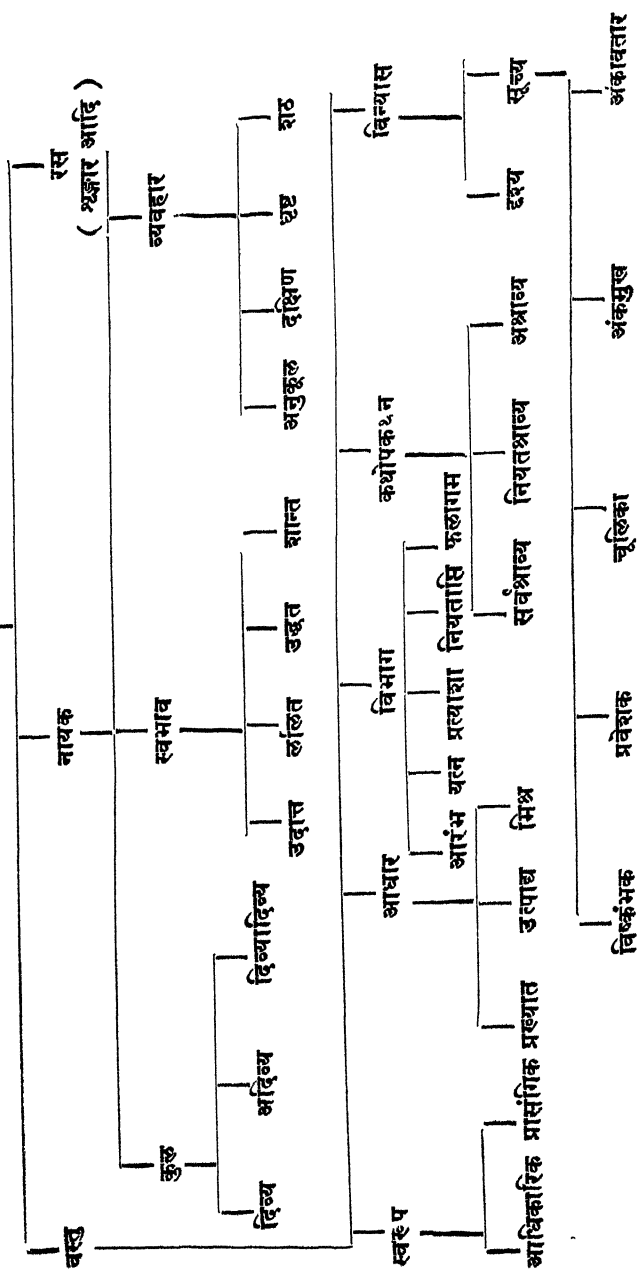 वस्तु नायक रस
( शृङ्गार आदि )
कुल स्वभाव व्यवहार
दिव्य अदिव्य दिव्यादिव्य उदात्त ललित उद्धत शान्त अनुकूल दक्षिण धृष्ट शठ
स्वरूप आधार विभाग कथोपकथन विन्यास
आरंभ यत्न प्रत्याशा नियताप्ति फलागम
आधिकारिक प्रासंगिक प्रख्यात उत्पाद्य मिश्र सर्वश्राव्य नियतश्राव्य अश्राव्य दृश्य सूच्य
विष्कंभक प्रवेशक चूलिका अंकमुख अंकावतार